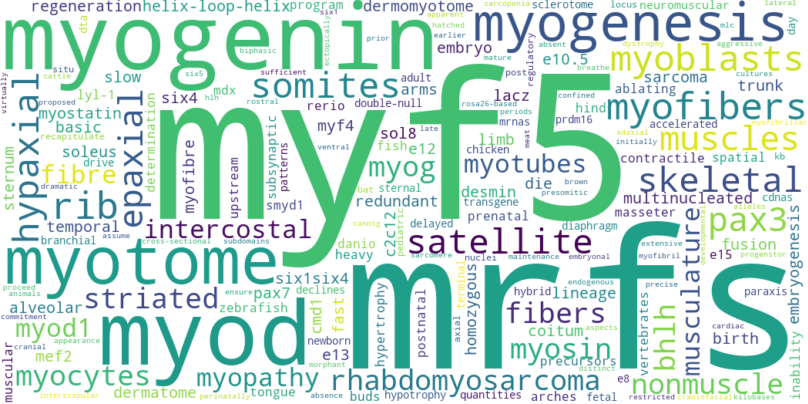 regeneration helix-loop-helix program dermomyotome sclerotome locus neuromuscular
myogenin
myogenesis
myoblasts
somites
embryo
e10.5
sarcoma
trunk
myofibers
muscles
skeletal
myf5
mrfs
myotome
myod
hypaxial
epaxial
rib
fibre
intercostal
striated
satellite
myog
myotubes
desmin
die
multinucleated
masseter
pax3
fusion
musculature
embryogenesis
fibers
myosin
lineage
coitum
precursors
vertebrates
bhlh
birth
nonmuscle
rhabdomyosarcoma
myopathy
myocytes
myod1
mef2
dermatome
tongue
buds
hypotrophy
absence
quantities
arches
fetal
restricted
craniofacial
kilobases
inability
slow
lyl-1
myostatin
basic
recapitulate
soleus
drive
determination
six4
mdx
adult
arms
rerio
double-null
lacz
myf4
sol8
fish
e12
chicken
mrnas
limb
redundant
transgene
prenatal
diaphragm
c2c12
pediatric
danio
heavy
delayed
sternal
bat
late
smyd1
myofibre
upstream
subsynaptic
patterns
temporal
branchial
assume
cross-sectional
subdomains
alveolar
pax7
zebrafish
six1six4
declines
cmd1
fast
newborn
e13
morphant
hypertrophy
postnatal
axial
terminal
homozygous
hybrid
embryonal
nuclei
maintenance
sarcomere
endogenous
aspects
distinct
e8
e15
cdnas
spatial
kb
contractile
accelerated
initially
ablating
hind
prdm16
confined
periods
rosa26-based
post
mature
regulatory
absent
breathe
meat
brown
presomitic
adaxial
myofibrillar
cultures
aggressive
dystrophy
day
lateral
mlc
hatched
apparent
earlier
sarcopenia
six1
prior
ectopically
biphasic
sufficient
rostral
ventral
six5
hlh
dta
situ
cattle
proposed
virtually
sternum
dramatic
proceed
animals
ensure
commitment
appearance
cranial
muscular
interscapular
perinatally
canntg
extensive
myofibril
precise
developmental
alleles
progenitor
paraxis
cardiac